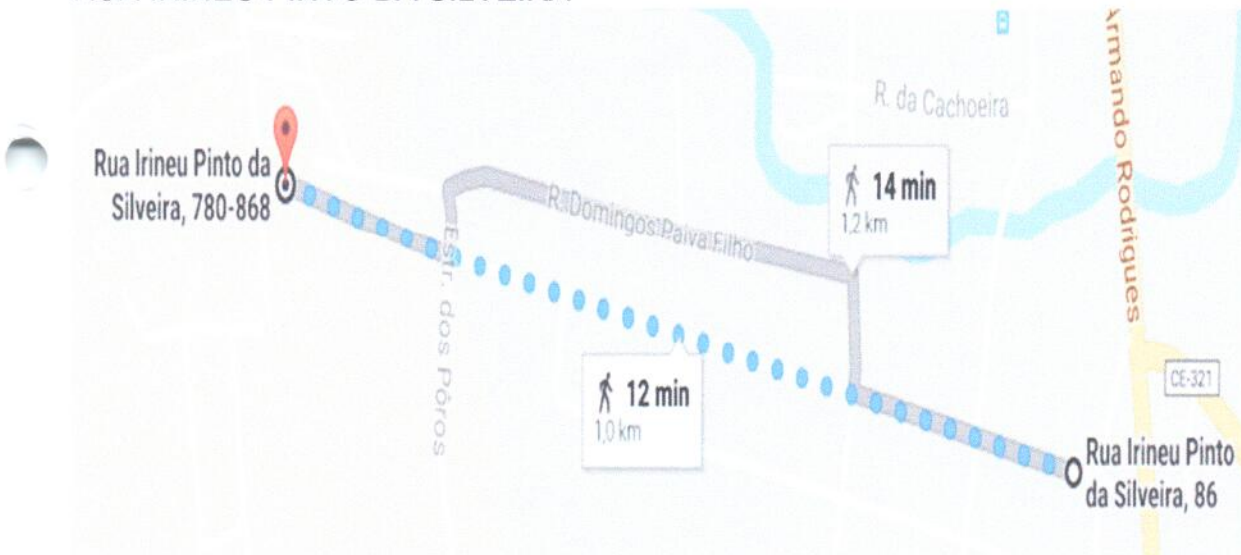 R. da Cachoeira
Armando Rodrigues
Rua Irineu Pinto da
Silveira, 780-868
14 min
1,2 km
R. Domingos Paiva Filho
Estr. dos Pôros
12 min
1,0 km
CE-321
Rua Irineu Pinto
da Silveira, 86